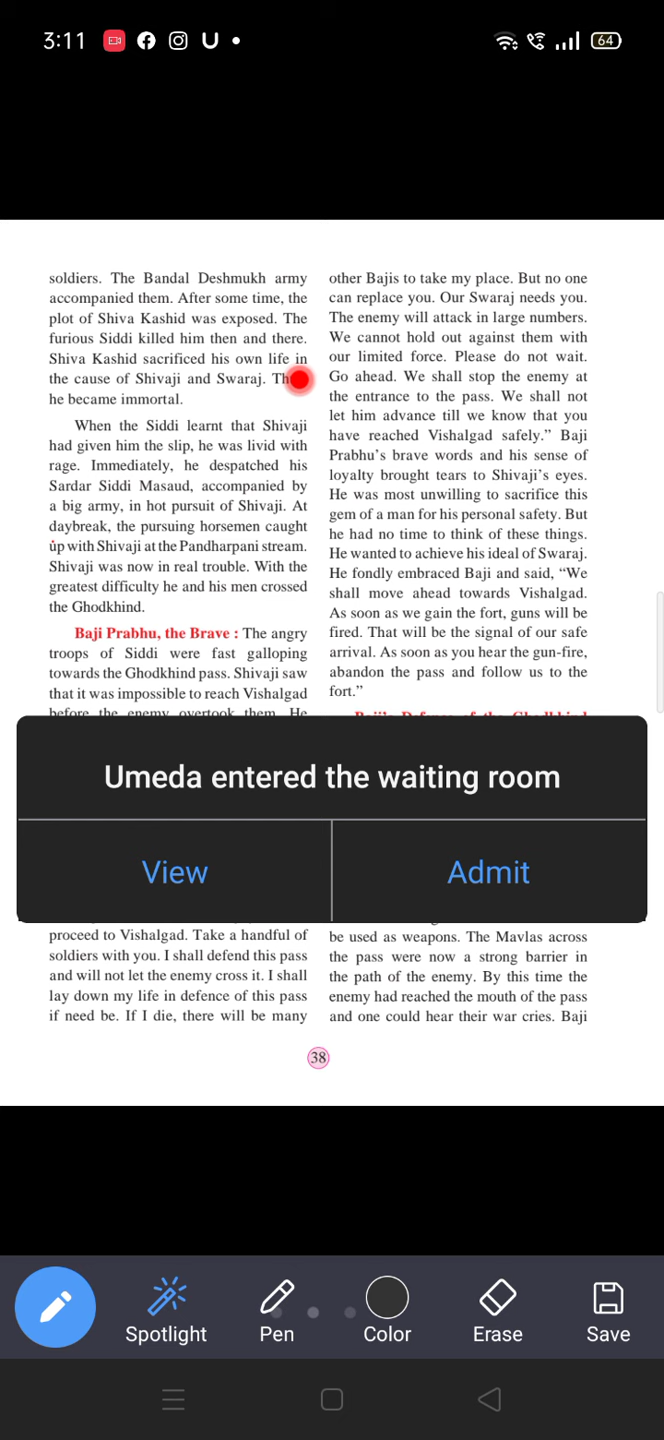 3:11
64
soldiers. The Bandal Deshmukh army
accompanied them. After some time, the
plot of Shiva Kashid was exposed. The
furious Siddi killed him then and there.
Shiva Kashid sacrificed his own life in
the cause of Shivaji and Swaraj.
he became immortal.
When the Siddi learnt that Shivaji
had given him the slip, he was livid with
rage. Immediately, he despatched his
Sardar Siddi Masaud, accompanied by
a big army, in hot pursuit of Shivaji. At
daybreak, the pursuing horsemen caught
up with Shivaji at the Pandharpani stream.
Shivaji was now in real trouble. With the
greatest difficulty he and his men crossed
the Ghodkhind.
Baji Prabhu, the Brave : The angry
troops of Siddi were fast galloping
towards the Ghodkhind pass. Shivaji saw
that it was impossible to reach Vishalgad
before the enemy overtook them. He
proceed to Vishalgad. Take a handful of
soldiers with you. I shall defend this pass
and will not let the enemy cross it. I shall
lay down my life in defence of this pass
if need be. If I die, there will be many
other Bajis to take my place. But no one
can replace you. Our Swaraj needs you.
The enemy will attack in large numbers.
We cannot hold out against them with
our limited force. Please do not wait.
Go ahead. We shall stop the enemy at
the entrance to the pass. We shall not
let him advance till we know that you
have reached Vishalgad safely.” Baji
Prabhu’s brave words and his sense of
loyalty brought tears to Shivaji’s eyes.
He was most unwilling to sacrifice this
gem of a man for his personal safety. But
he had no time to think of these things.
He wanted to achieve his ideal of Swaraj.
He fondly embraced Baji and said, “We
shall move ahead towards Vishalgad.
As soon as we gain the fort, guns will be
fired. That will be the signal of our safe
arrival. As soon as you hear the gun-fire,
abandon the pass and follow us to the
fort.”
Baji’s Defence of the Ghodkhind
be used as weapons. The Mavlas across
the pass were now a strong barrier in
the path of the enemy. By this time the
enemy had reached the mouth of the pass
and one could hear their war cries. Baji
38
Umeda entered the waiting room
View
Admit
Spotlight
Pen
Color
Erase
Save